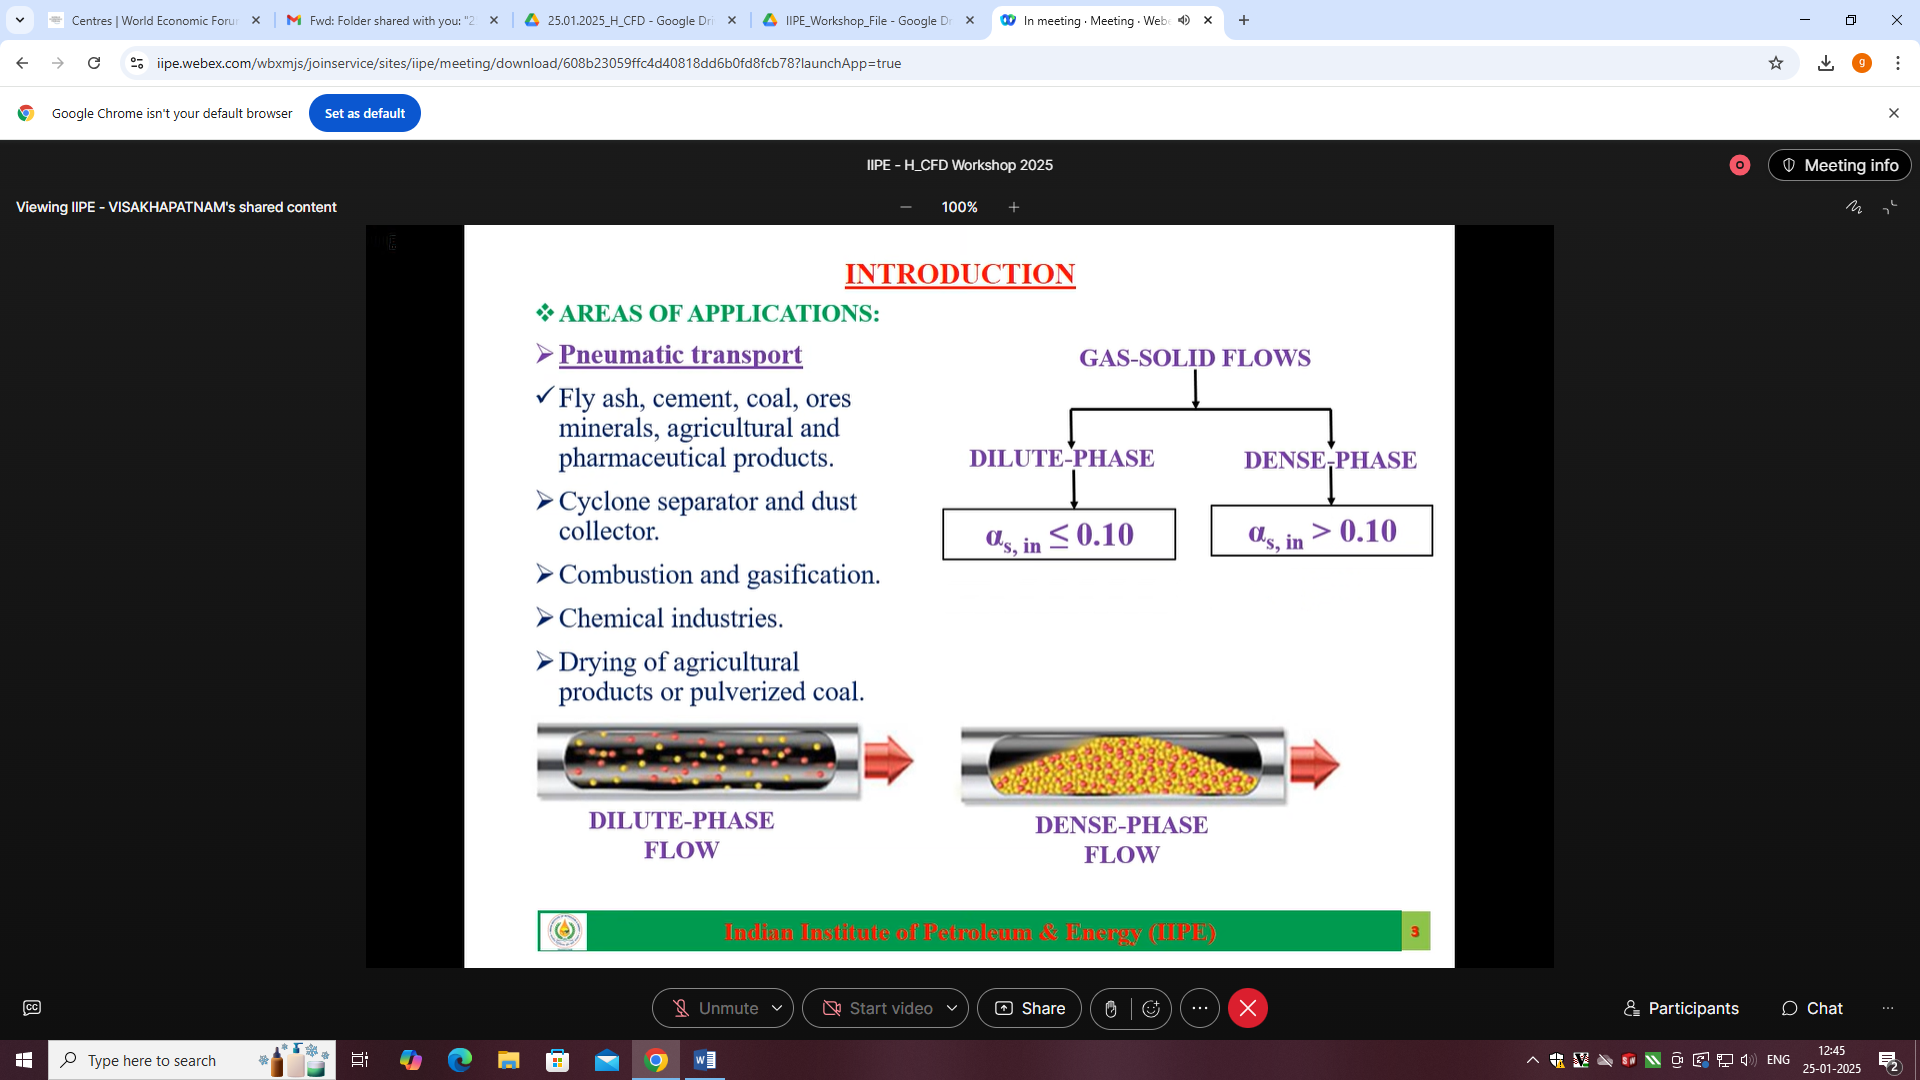 Centres | World Economic Foru
Fwd: Folder shared with you: "2
25.01.2025_H_CFD - Google Dri
IIPE_Workshop_File - Google Dr
In meeting · Meeting · Webe
iipe.webex.com/wbxmjs/joinservice/sites/iipe/meeting/download/608b23059ffc4d40818dd6b0fd8fcb78?launchApp=true
g
Google Chrome isn't your default browser
Set as default
IIPE - H_CFD Workshop 2025
Meeting info
Viewing IIPE - VISAKHAPATNAM's shared content
100%
INTRODUCTION
❖ AREAS OF APPLICATIONS:
➢ Pneumatic transport
✓ Fly ash, cement, coal, ores
minerals, agricultural and
pharmaceutical products.
➢ Cyclone separator and dust
collector.
➢ Combustion and gasification.
➢ Chemical industries.
➢ Drying of agricultural
products or pulverized coal.
GAS-SOLID FLOWS
DILUTE-PHASE
DENSE-PHASE
αs, in ≤ 0.10
αs, in > 0.10
DILUTE-PHASE
FLOW
DENSE-PHASE
FLOW
Indian Institute of Petroleum & Energy (IIPE)
3
CC
Unmute
Start video
Share
Participants
Chat
Type here to search
ENG
12:45
25-01-2025
2